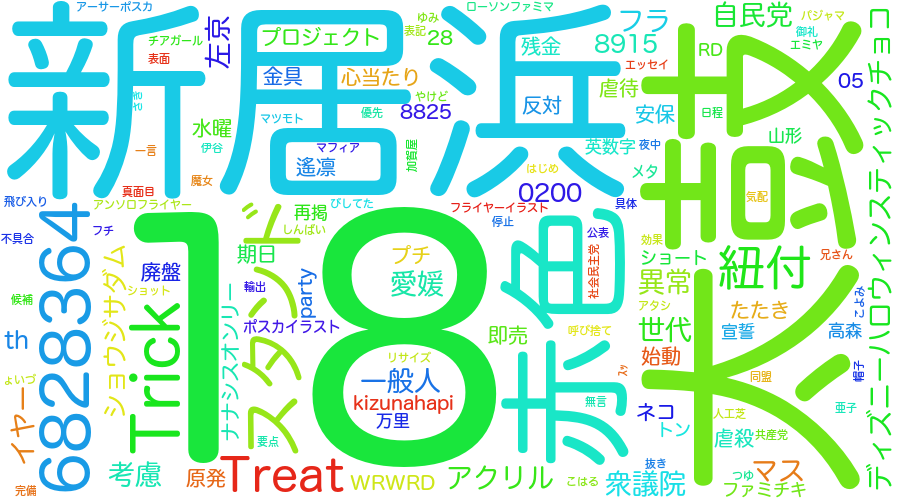 アーサーポスカ
ローソンファミマ
新居浜
太鼓
18
赤色
Trick
Treat
6828364
スタンド
紐付
ディズニーハロウィンスティックチョコ
チアガール
表面
左京
プロジェクト
ゆみ
表記
28
フラ
8915
自民党
パジャマ
御礼
エミヤ
RD
05
残金
エッセイ
虐待
金具
心当たり
やけど
優先
8825
反対
安保
日程
山形
水曜
伊谷
マツモト
マフィア
加賀屋
英数字
夜中
一言
遙凛
はじめ
メタ
魔女
真面目
0200
具体
気配
飛び入り
アンソロフライヤー
びしてた
フライヤーイラスト
停止
再掲
しんぱい
フチ
不具合
公表
効果
兄さん
期日
プチ
愛媛
社会民主党
ショート
異常
廃盤
輸出
party
ショット
候補
ショウジサダム
ナナシスオンリー
アタシ
たたき
こよみ
th
ポスカイラスト
即売
呼び捨て
世代
宣誓
高森
リサイズ
始動
一般人
同盟
帽子
kizunahapi
無言
ょいづ
イヤー
万里
ネコ
人工芝
亜子
トン
要点
虐殺
共産党
考慮
原発
WRWRD
アクリル
こはる
抜き
衆議院
つゆ
マス
ファミチキ
完備